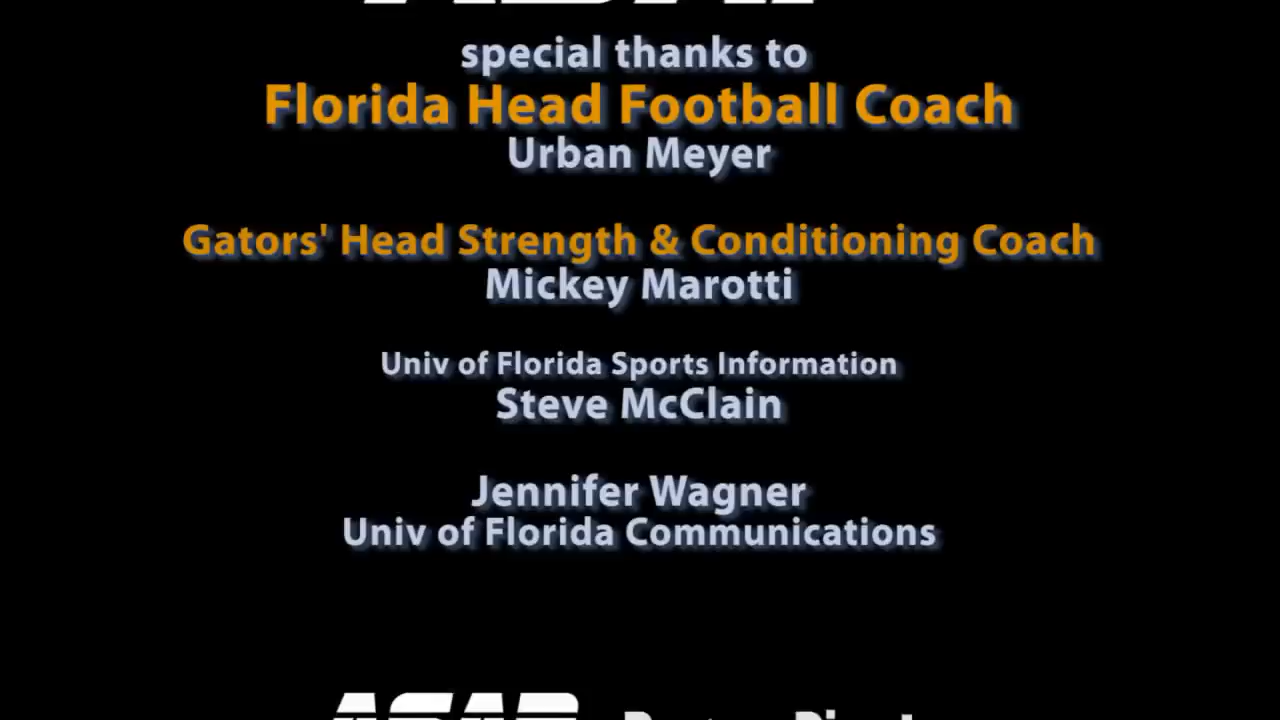 special thanks to
Florida Head Football Coach
Urban Meyer
Gators' Head Strength & Conditioning Coach
Mickey Marotti
Univ of Florida Sports Information
Steve McClain
Jennifer Wagner
Univ of Florida Communications